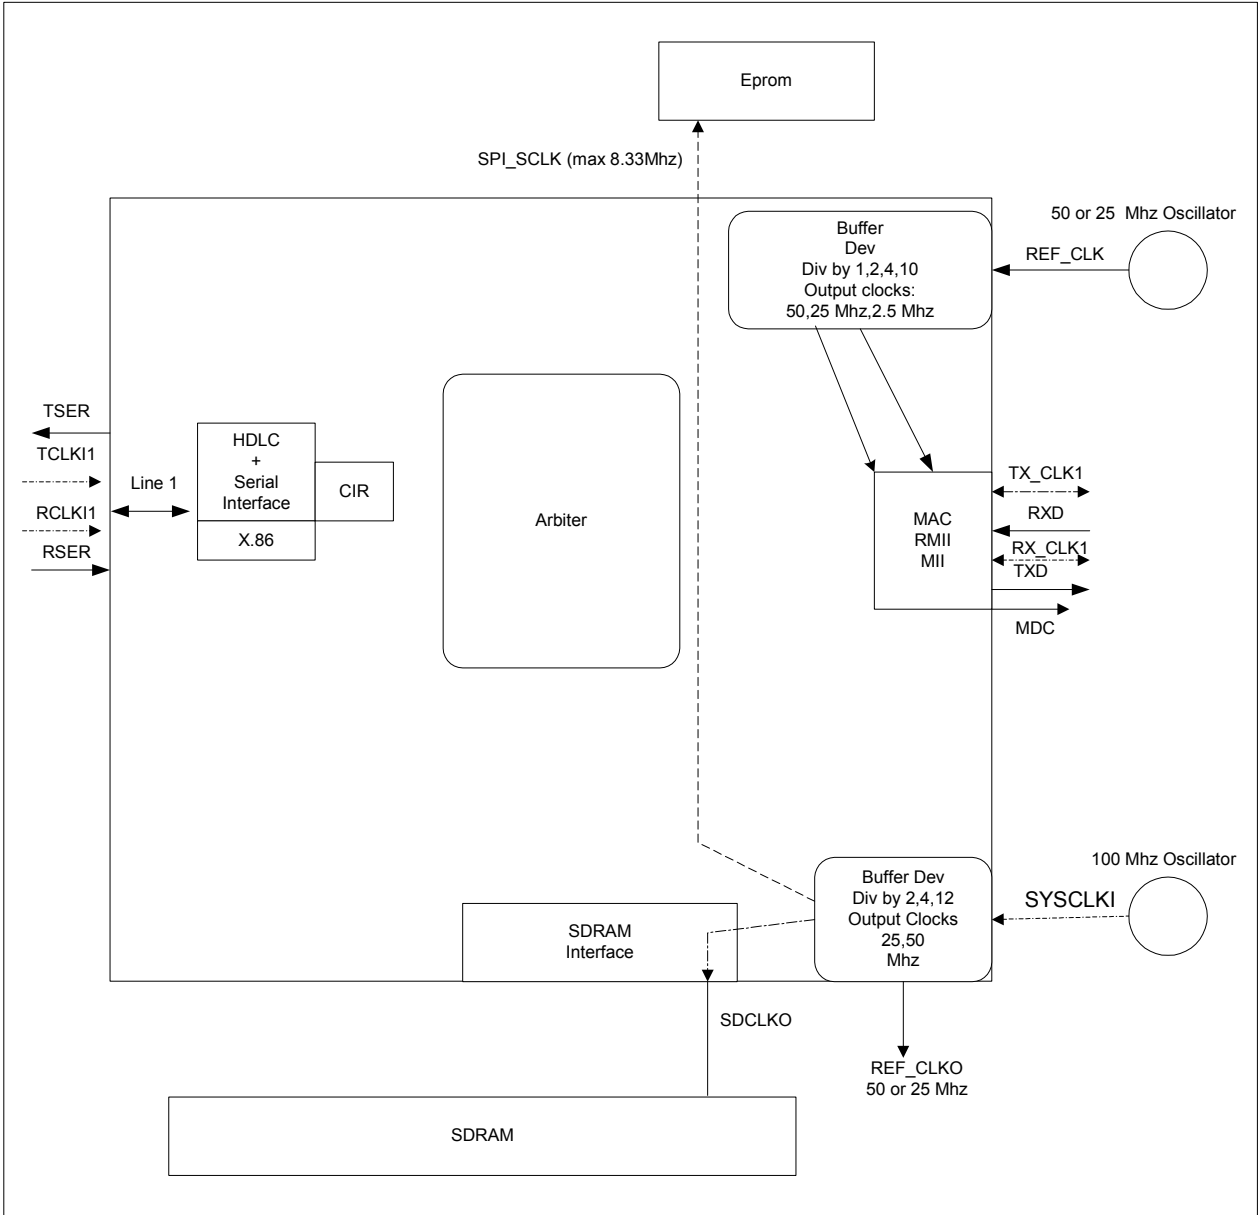 Eprom
SPI_SCLK (max 8.33Mhz)
50 or 25 Mhz Oscillator
REF_CLK
Buffer
Dev
Div by 1,2,4,10
Output clocks:
50,25 Mhz,2.5 Mhz
TSER
TCLKI1
Line 1
RCLKI1
RSER
HDLC
+
Serial
Interface
CIR
X.86
Arbiter
MAC
RMII
MII
TX_CLK1
RXD
RX_CLK1
TXD
MDC
100 Mhz Oscillator
SYSCLKI
Buffer Dev
Div by 2,4,12
Output Clocks
25,50
Mhz
SDRAM
Interface
SDCLKO
REF_CLKO
50 or 25 Mhz
SDRAM